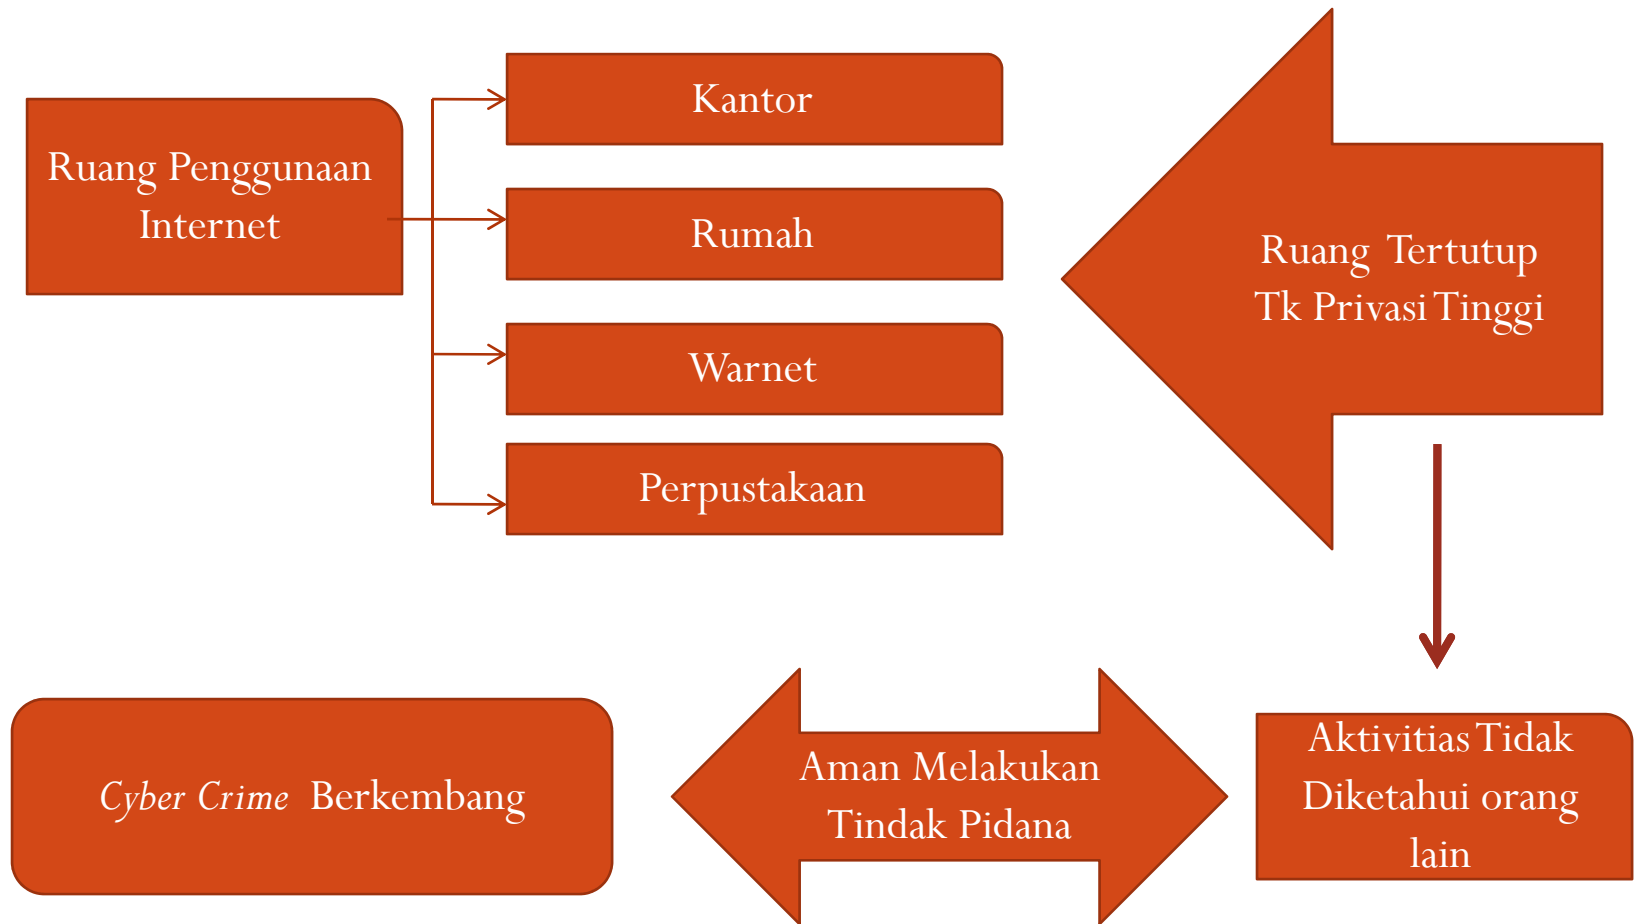 Ruang Penggunaan
Internet
Kantor
Rumah
Warnet
Perpustakaan
Ruang Tertutup
Tk Privasi Tinggi
Aktivitias Tidak
Diketahui orang
lain
Aman Melakukan
Tindak Pidana
Cyber Crime Berkembang